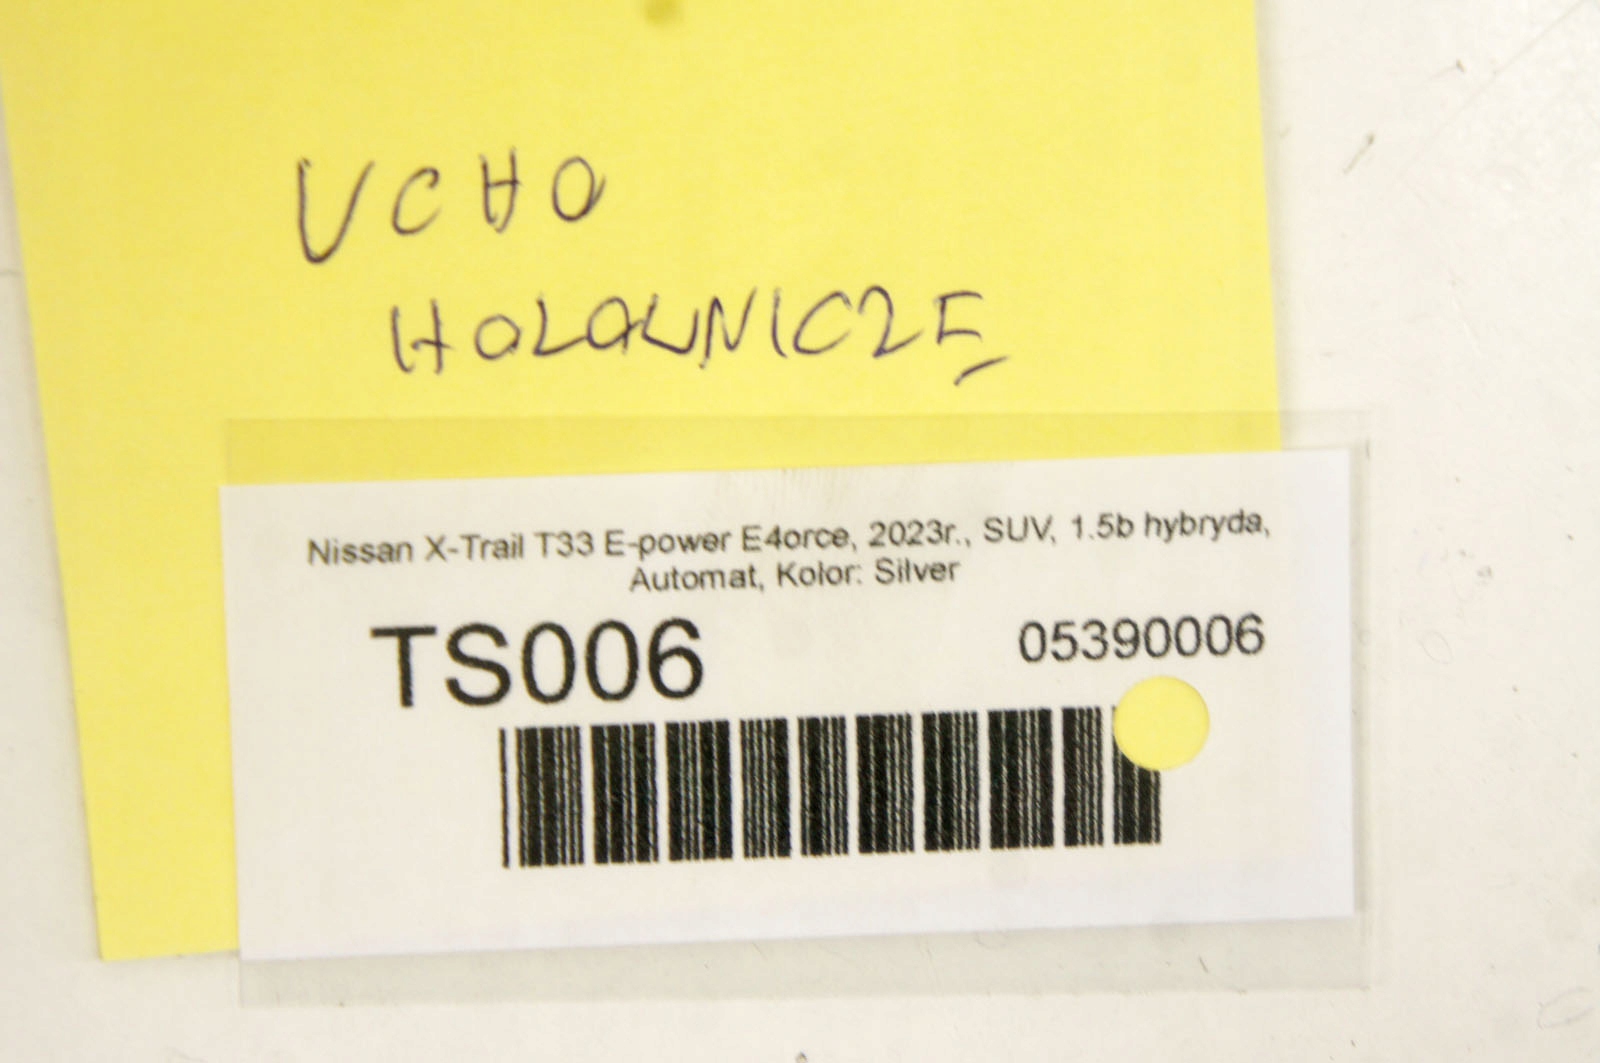 UCHO
HOLOWNICZE
Nissan X-Trail T33 E-power E4orce, 2023r., SUV, 1.5b hybryda,
Automat, Kolor: Silver
TS006
05390006